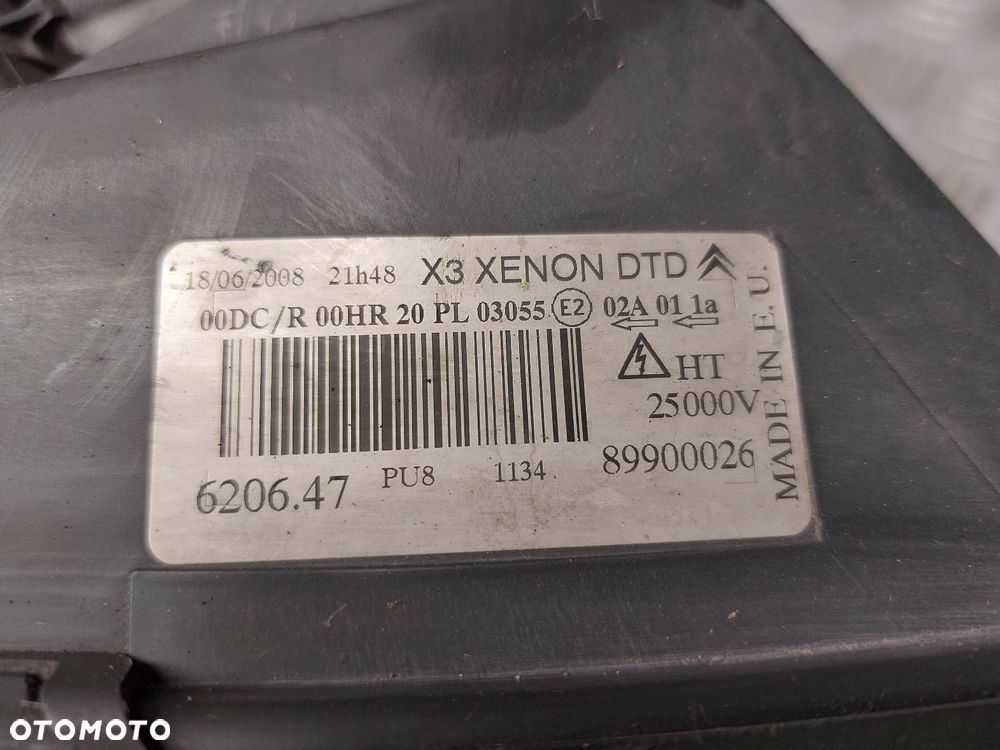 18/06/2008 21h48 X3 XENON DTD
00DC/R 00HR 20 PL 03055 E2 02A 01 1a
HT
25000V
6206.47 PU8 1134 89900026
MADE IN E. U.
OTOMOTO